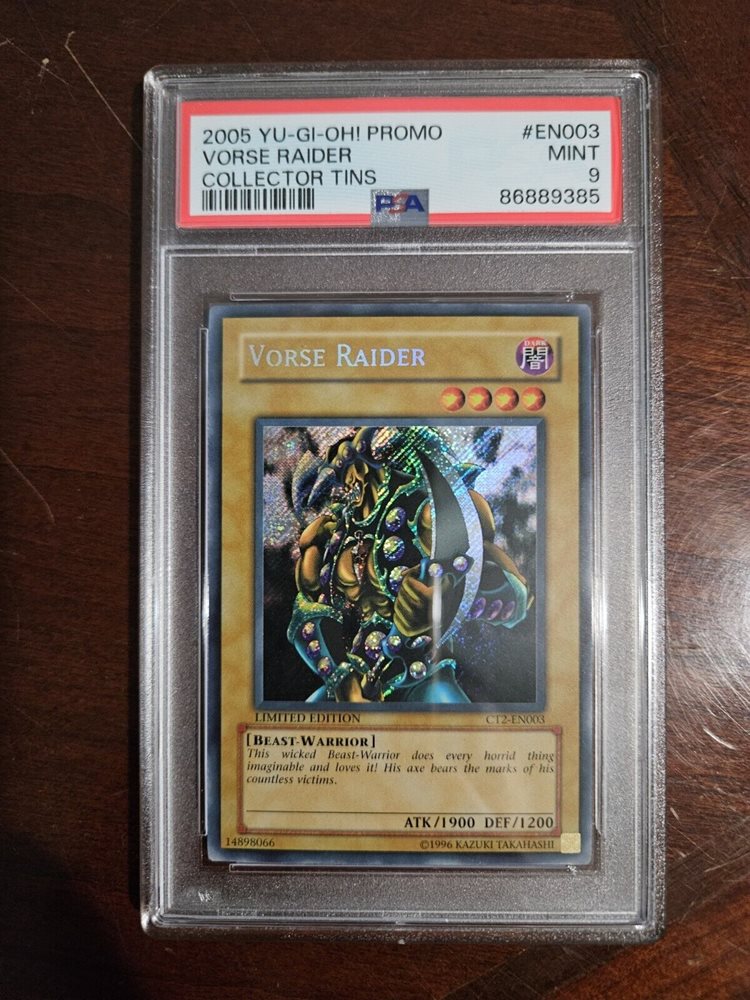 2005 YU-GI-OH! PROMO #EN003
VORSE RAIDER MINT
COLLECTOR TINS 9
PSA 86889385
VORSE RAIDER
DARK
闇
LIMITED EDITION CT2-EN003
[BEAST-WARRIOR]
This wicked Beast-Warrior does every horrid thing
imaginable and loves it! His axe bears the marks of his
countless victims.
ATK/1900 DEF/1200
14898066 ©1996 KAZUKI TAKAHASHI